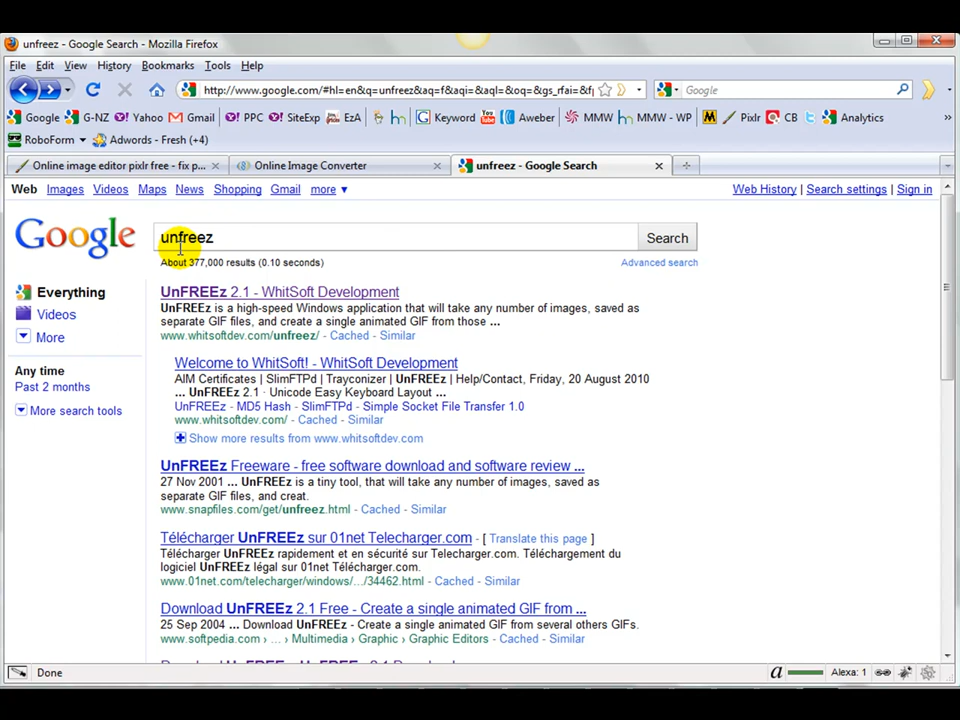 unfreez - Google Search - Mozilla Firefox
File Edit View History Bookmarks Tools Help
http://www.google.com/#hl=en&q=unfreez&aq=f&aqi=&aql=&oq=&gs_rfai=&fp Google
Google G-NZ Yahoo Gmail PPC SiteExp EzA Keyword Aweber MMW MMW - WP Pixlr CB Analytics »
RoboForm Adwords - Fresh (+4)
Online image editor pixlr free - fix p... Online Image Converter unfreez - Google Search
Web Images Videos Maps News Shopping Gmail more ▼ Web History | Search settings | Sign in
Google unfreez Search
About 377,000 results (0.10 seconds) Advanced search
Everything
Videos
More
Any time
Past 2 months
More search tools
UnFREEz 2.1 - WhitSoft Development
UnFREEz is a high-speed Windows application that will take any number of images, saved as
separate GIF files, and create a single animated GIF from those ...
www.whitsoftdev.com/unfreez/ - Cached - Similar
Welcome to WhitSoft! - WhitSoft Development
AIM Certificates | SlimFTPd | Trayconizer | UnFREEz | Help/Contact, Friday, 20 August 2010
... UnFREEz 2.1 · Unicode Easy Keyboard Layout ...
UnFREEz - MD5 Hash - SlimFTPd - Simple Socket File Transfer 1.0
www.whitsoftdev.com/ - Cached - Similar
Show more results from www.whitsoftdev.com
UnFREEz Freeware - free software download and software review ...
27 Nov 2001 ... UnFREEz is a tiny tool, that will take any number of images, saved as
separate GIF files, and creat.
www.snapfiles.com/get/unfreez.html - Cached - Similar
Télécharger UnFREEz sur 01net Telecharger.com - [ Translate this page ]
Télécharger UnFREEz rapidement et en sécurité sur Telecharger.com. Téléchargement du
logiciel UnFREEz légal sur 01net Télécharger.com.
www.01net.com/telecharger/windows/.../34462.html - Cached - Similar
Download UnFREEz 2.1 Free - Create a single animated GIF from ...
25 Sep 2004 ... Download UnFREEz - Create a single animated GIF from several others GIFs.
www.softpedia.com › ... › Multimedia › Graphic › Graphic Editors - Cached - Similar
Done a Alexa: 1